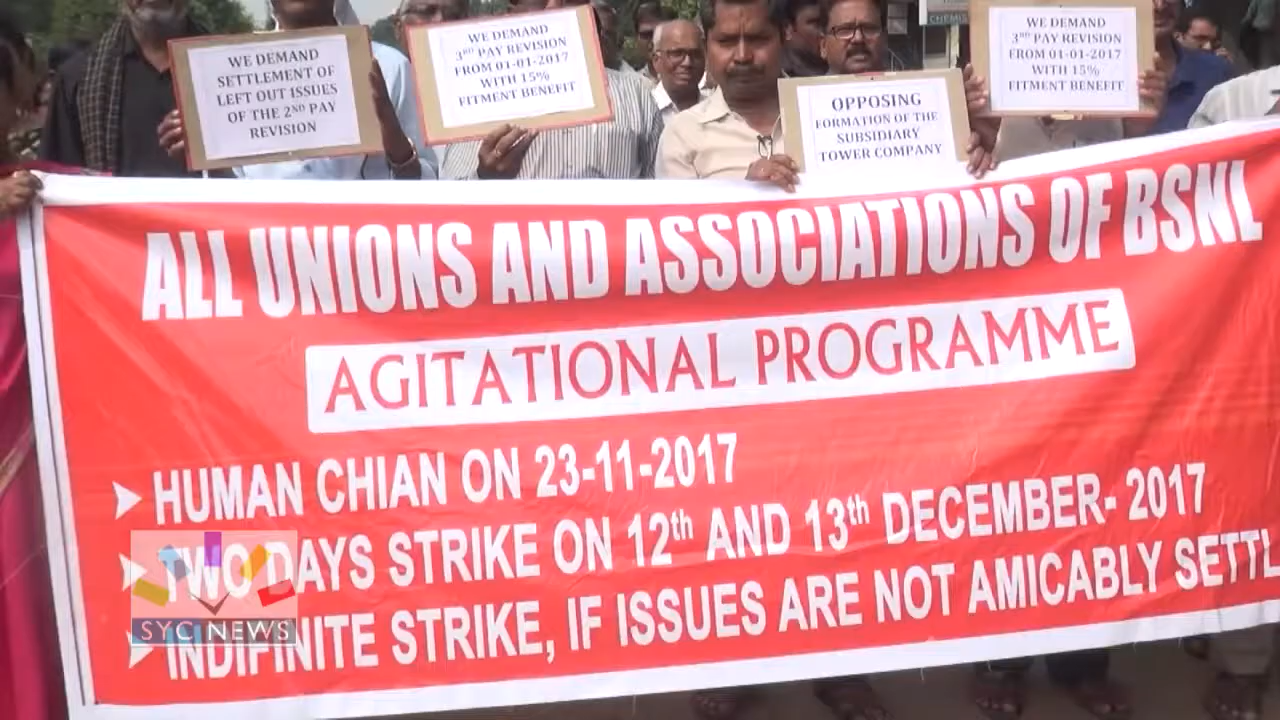 WE DEMAND
SETTLEMENT OF
LEFT OUT ISSUES
OF THE 2ND PAY
REVISION
WE DEMAND
3RD PAY REVISION
FROM 01-01-2017
WITH 15%
FITMENT BENEFIT
OPPOSING
FORMATION OF THE
SUBSIDIARY
TOWER COMPANY
WE DEMAND
3RD PAY REVISION
FROM 01-01-2017
WITH 15%
FITMENT BENEFIT
CHEMIS
ALL UNIONS AND ASSOCIATIONS OF BSNL
AGITATIONAL PROGRAMME
HUMAN CHIAN ON 23-11-2017
TWO DAYS STRIKE ON 12th AND 13th DECEMBER- 2017
INDIFINITE STRIKE, IF ISSUES ARE NOT AMICABLY SETTL
SYC NEWS